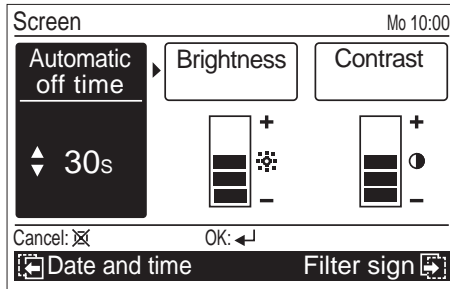 Screen Mo 10:00
Automatic Brightness Contrast
off time
+ +
30s
− −
Cancel: OK:
Date and time Filter sign